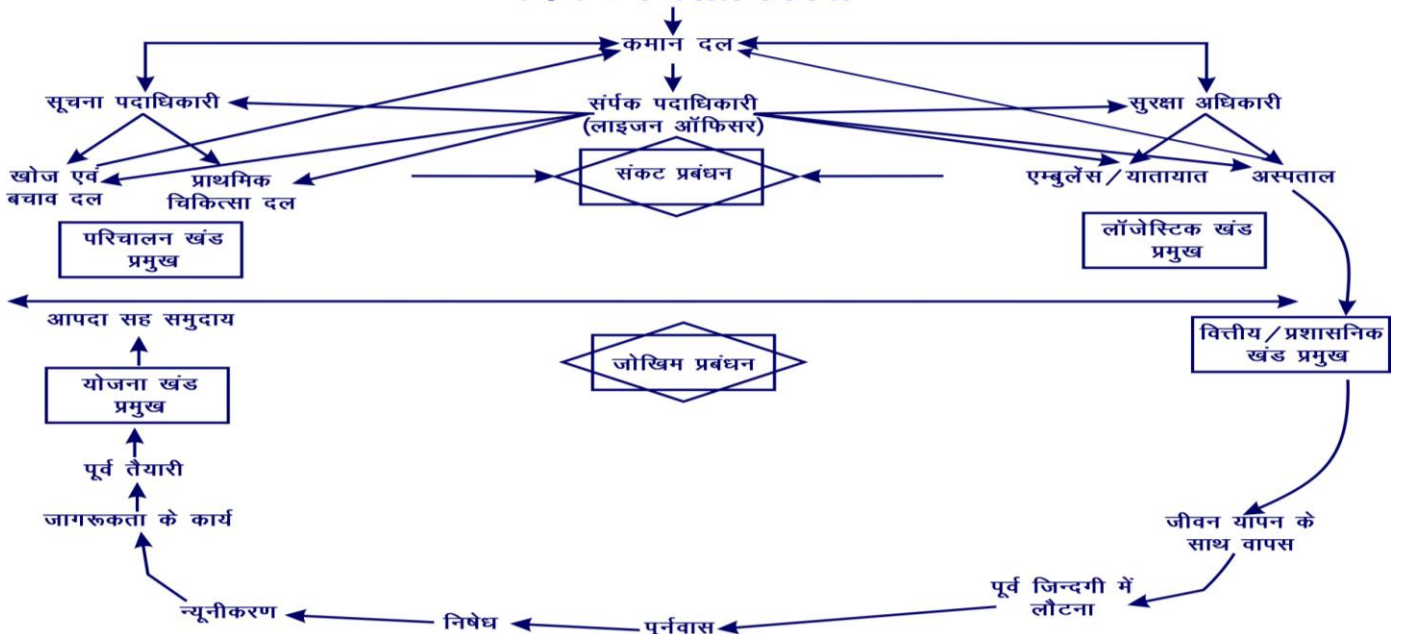 कमान दल
सूचना पदाधिकारी
संर्पक पदाधिकारी
(लाइजन ऑफिसर)
सुरक्षा अधिकारी
खोज एवं
बचाव दल
प्राथमिक
चिकित्सा दल
संकट प्रबंधन
एम्बुलेंस/यातायात
अस्पताल
परिचालन खंड
प्रमुख
लॉजेस्टिक खंड
प्रमुख
आपदा सह समुदाय
जोखिम प्रबंधन
वित्तीय/प्रशासनिक
खंड प्रमुख
योजना खंड
प्रमुख
पूर्व तैयारी
जागरूकता के कार्य
जीवन यापन के
साथ वापस
पूर्व जिन्दगी में
लौटना
न्यूनीकरण
निषेध
पूर्नवास